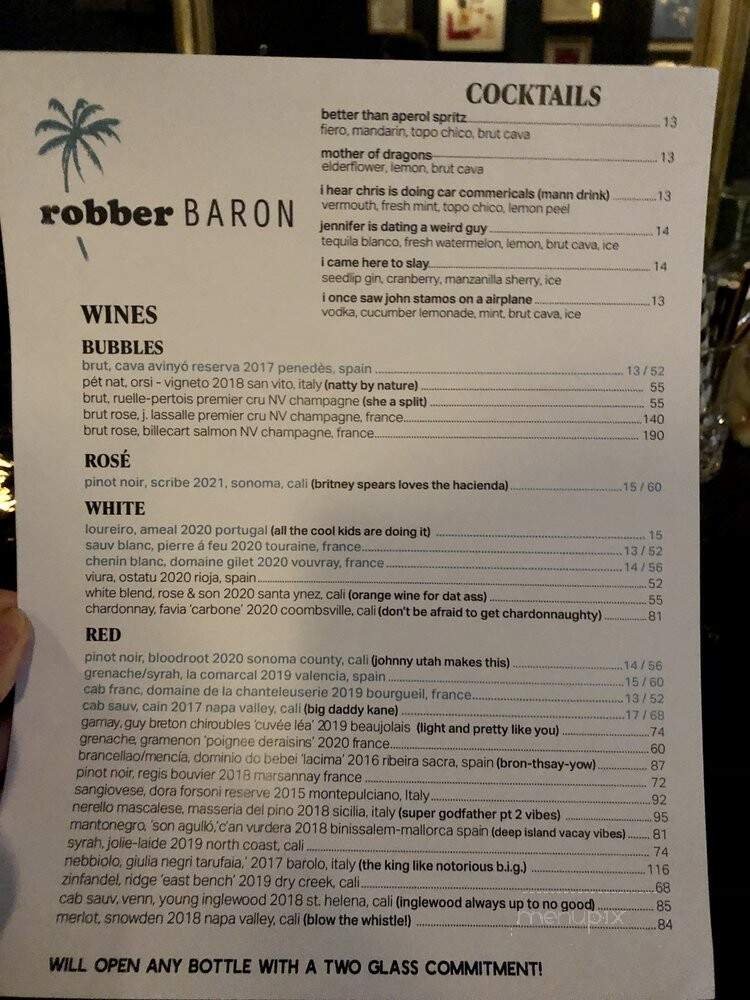 COCKTAILS
better than aperol spritz 13
fiero, mandarin, topo chico, brut cava
mother of dragons 13
elderflower, lemon, brut cava
i hear chris is doing car commericals (mann drink) 13
vermouth, fresh mint, topo chico, lemon peel
jennifer is dating a weird guy 14
tequila blanco, fresh watermelon, lemon, brut cava, ice
i came here to slay 14
seedlip gin, cranberry, manzanilla sherry, ice
i once saw john stamos on a airplane 13
vodka, cucumber lemonade, mint, brut cava, ice
robber BARON
WINES
BUBBLES
brut, cava avinyó reserva 2017 penedès, spain 13 / 52
pét nat, orsi - vigneto 2018 san vito, italy (natty by nature) 55
brut, ruelle-pertois premier cru NV champagne (she a split) 55
brut rose, j. lassalle premier cru NV champagne, france 140
brut rose, billecart salmon NV champagne, france 190
ROSÉ
pinot noir, scribe 2021, sonoma, cali (britney spears loves the hacienda) 15 / 60
WHITE
loureiro, ameal 2020 portugal (all the cool kids are doing it) 15
sauv blanc, pierre á feu 2020 touraine, france 13 / 52
chenin blanc, domaine gilet 2020 vouvray, france 14 / 56
viura, ostatu 2020 rioja, spain 52
white blend, rose & son 2020 santa ynez, cali (orange wine for dat ass) 55
chardonnay, favia 'carbone' 2020 coombsville, cali (don't be afraid to get chardonnaughty) 81
RED
pinot noir, bloodroot 2020 sonoma county, cali (johnny utah makes this) 14 / 56
grenache/syrah, la comarcal 2019 valencia, spain 15 / 60
cab franc, domaine de la chanteleuserie 2019 bourgueil, france 13 / 52
cab sauv, cain 2017 napa valley, cali (big daddy kane) 17 / 68
gamay, guy breton chiroubles 'cuvée léa' 2019 beaujolais (light and pretty like you) 74
grenache, gramenon 'poignee deraisins' 2020 france 60
brancellao/mencía, dominio do bebei 'lacima' 2016 ribeira sacra, spain (bron-thsay-yow) 87
pinot noir, regis bouvier 2018 marsannay france 72
sangiovese, dora forsoni reserve 2015 montepulciano, Italy 92
nerello mascalese, masseria del pino 2018 sicilia, italy (super godfather pt 2 vibes) 95
mantonegro, 'son agulló,'c'an vurdera 2018 binissalem-mallorca spain (deep island vacay vibes) 81
syrah, jolie-laide 2019 north coast, cali 74
nebbiolo, giulia negri tarufaia,' 2017 barolo, italy (the king like notorious b.i.g.) 116
zinfandel, ridge 'east bench' 2019 dry creek, cali 68
cab sauv, venn, young inglewood 2018 st. helena, cali (inglewood always up to no good) 85
merlot, snowden 2018 napa valley, cali (blow the whistle!) 84
menupix
WILL OPEN ANY BOTTLE WITH A TWO GLASS COMMITMENT!